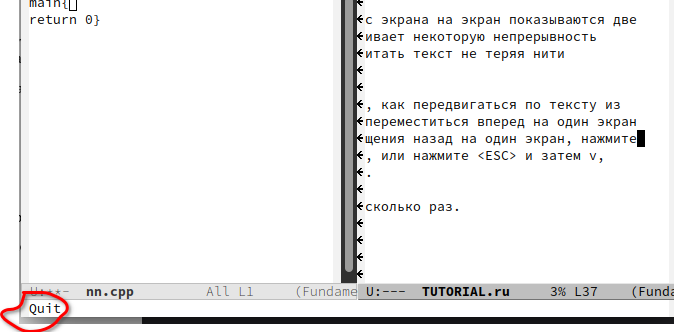 main{
return 0}
с экрана на экран показываются две
ивает некоторую непрерывность
итать текст не теряя нити
, как передвигаться по тексту из
переместиться вперед на один экран
щения назад на один экран, нажмите
, или нажмите <ESC> и затем v,
.
сколько раз.
U:**- nn.cpp All L1 (Fundame
U:--- TUTORIAL.ru 3% L37 (Funda
Quit